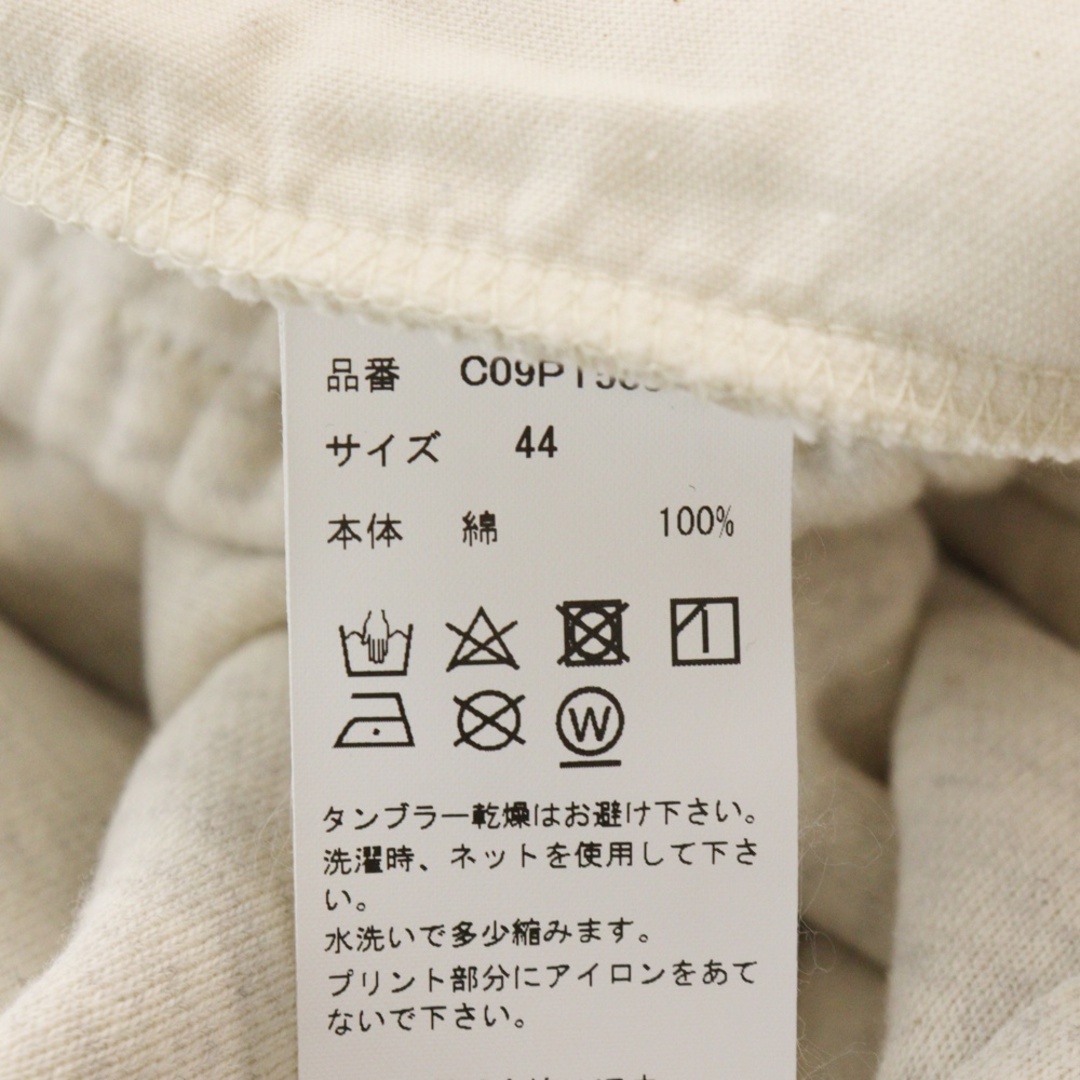 品番
サイズ 44
本体 綿 100%
W
タンブラー乾燥はお避け下さい。
洗濯時、ネットを使用して下さ
い。
水洗いで多少縮みます。
プリント部分にアイロンをあて
ないで下さい。